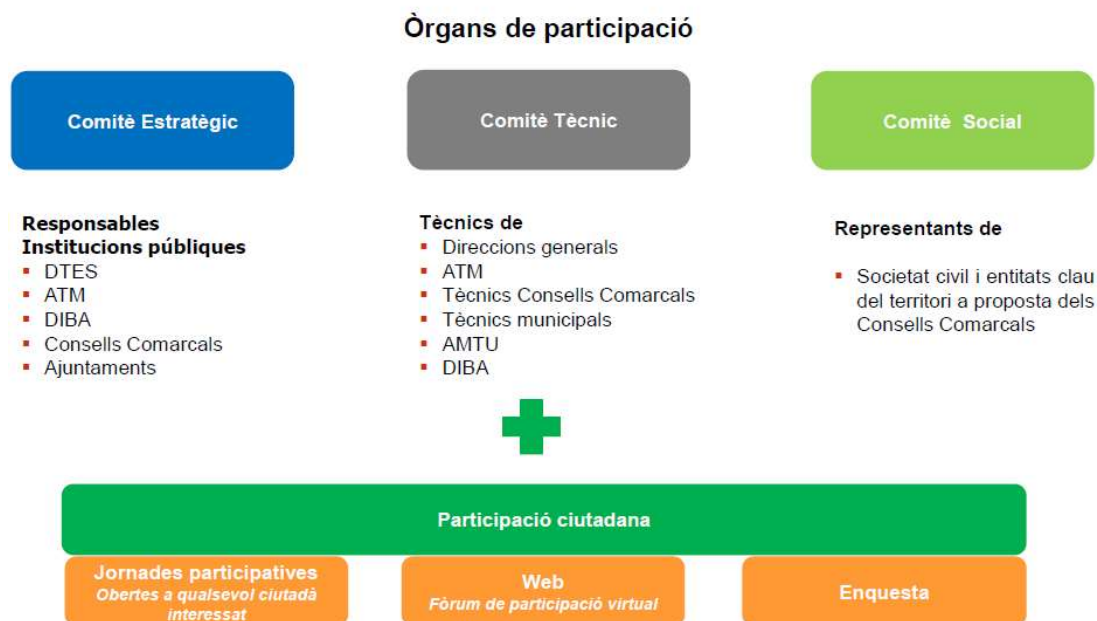 Òrgans de participació
Comitè Estratègic
Comitè Tècnic
Comitè Social
Responsables
Institucions públiques
▪ DTES
▪ ATM
▪ DIBA
▪ Consells Comarcals
▪ Ajuntaments
Tècnics de
▪ Direccions generals
▪ ATM
▪ Tècnics Consells Comarcals
▪ Tècnics municipals
▪ AMTU
▪ DIBA
Representants de
▪ Societat civil i entitats clau
del territori a proposta dels
Consells Comarcals
Participació ciutadana
Jornades participatives
Obertes a qualsevol ciutadà
interessat
Web
Fòrum de participació virtual
Enquesta